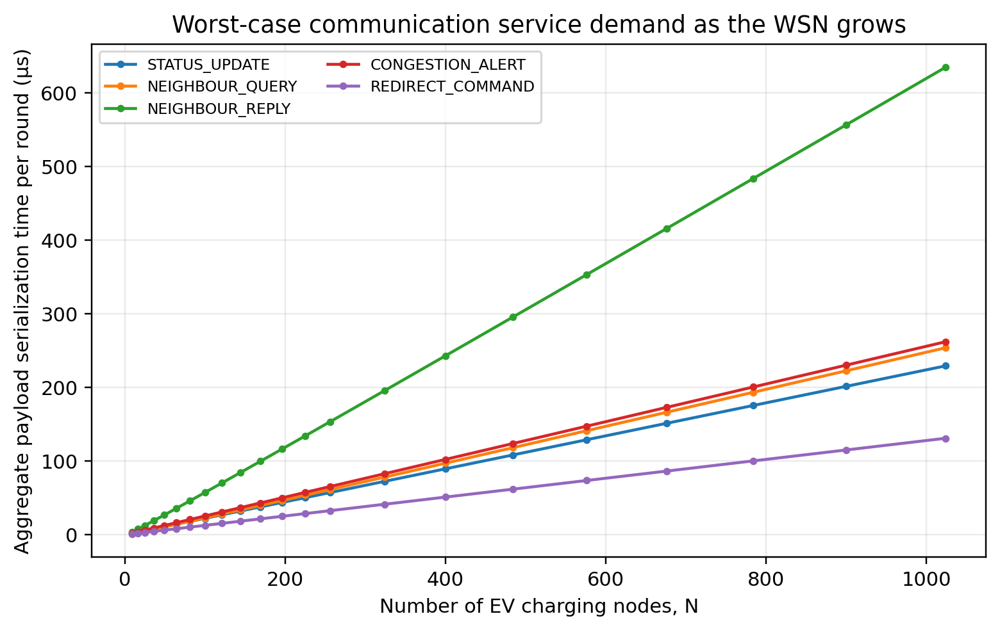 Worst-case communication service demand as the WSN grows
STATUS_UPDATE
NEIGHBOUR_QUERY
NEIGHBOUR_REPLY
CONGESTION_ALERT
REDIRECT_COMMAND
Aggregate payload serialization time per round (µs)
600
500
400
300
200
100
0
0 200 400 600 800 1000
Number of EV charging nodes, N